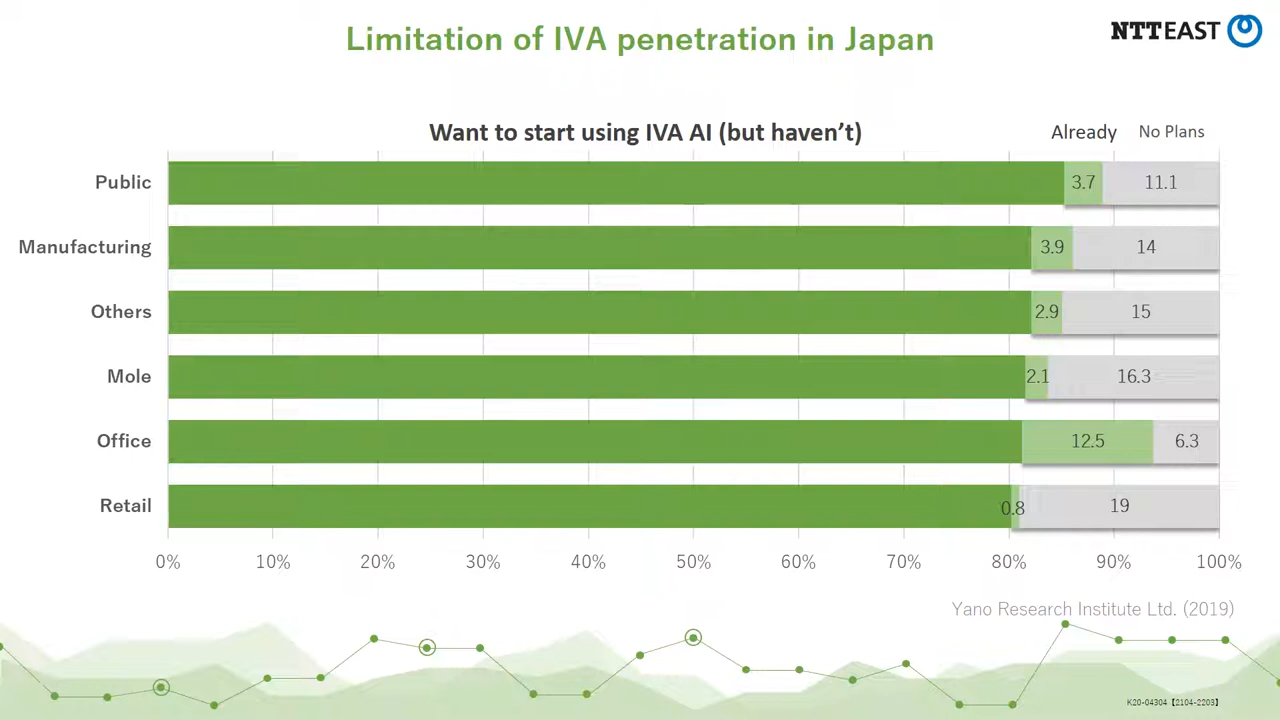 Limitation of IVA penetration in Japan
NTT EAST
Want to start using IVA AI (but haven’t)
Already
No Plans
Public
3.7
11.1
Manufacturing
3.9
14
Others
2.9
15
Mole
2.1
16.3
Office
12.5
6.3
Retail
0.8
19
0% 10% 20% 30% 40% 50% 60% 70% 80% 90% 100%
Yano Research Institute Ltd. (2019)
K20-04304【2104-2203】